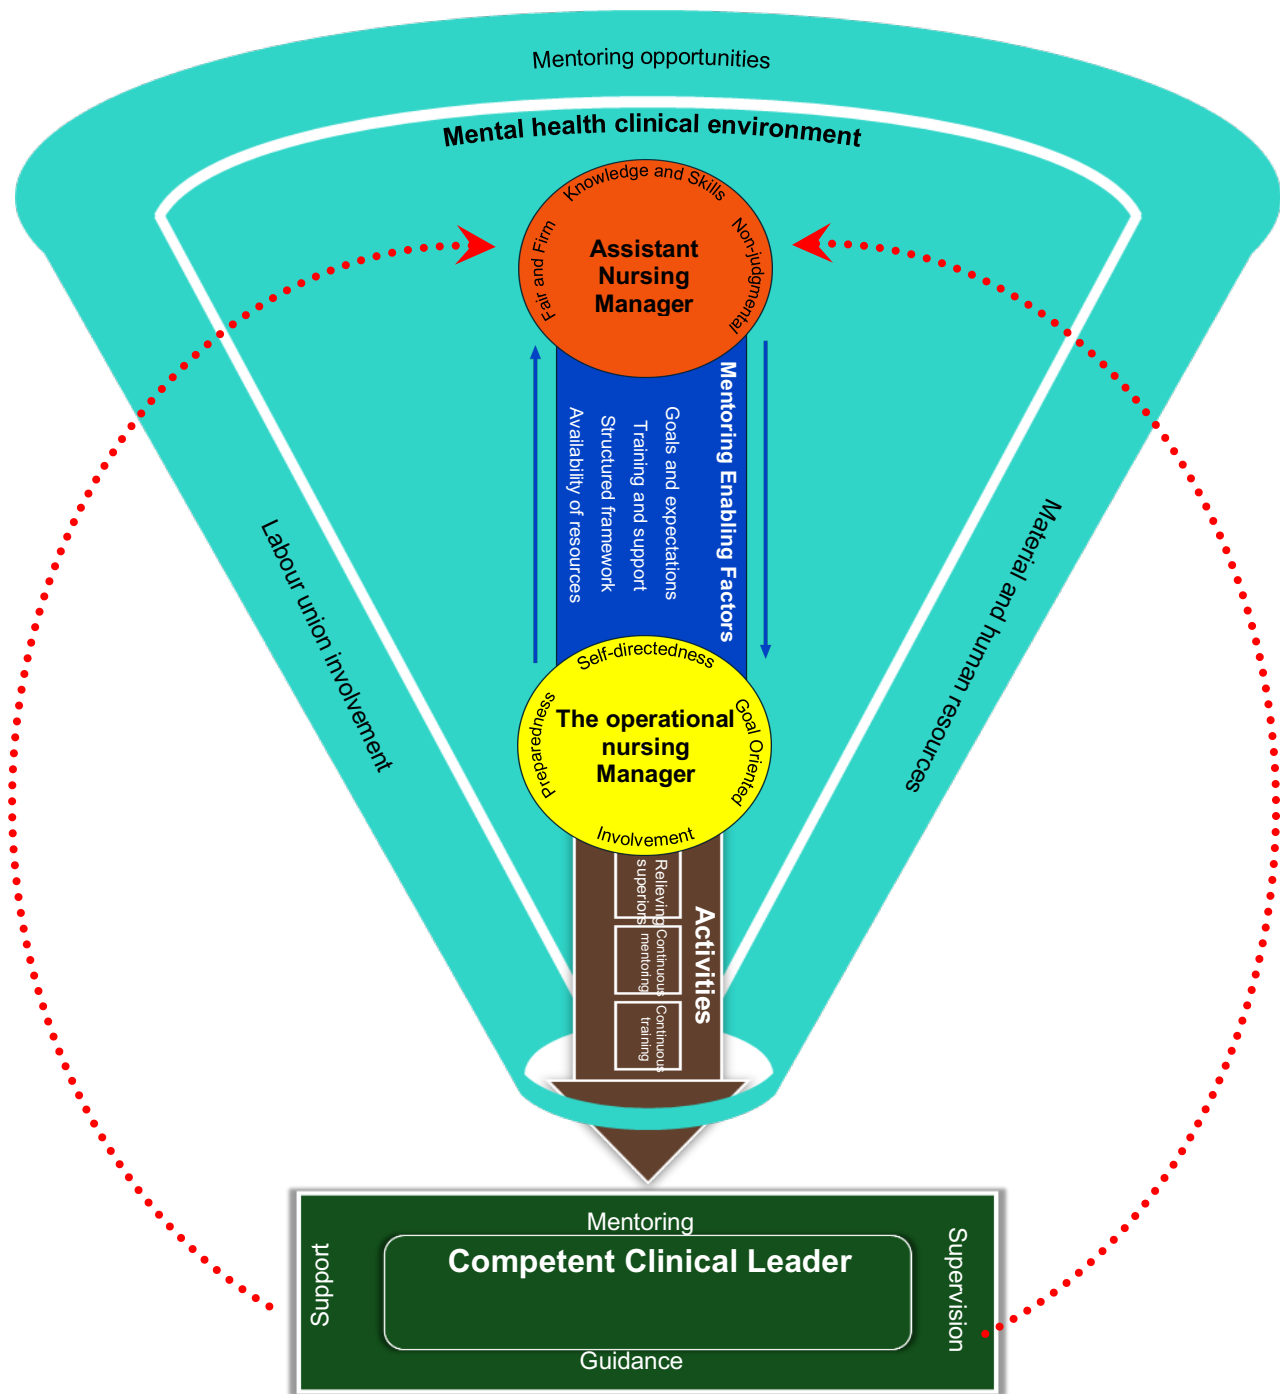 Mentoring opportunities
Mental health clinical environment
Knowledge and Skills
Fair and Firm
Non-judgmental
Assistant
Nursing
Manager
Mentoring Enabling Factors
Goals and expectations
Training and support
Structured framework
Availability of resources
Labour union involvement
Material and human resources
Self-directedness
Preparedness
Goal Oriented
The operational
nursing
Manager
Involvement
Activities
Relieving
superiors
Continuous
mentoring
Continuous
training
Mentoring
Support
Competent Clinical Leader
Supervision
Guidance